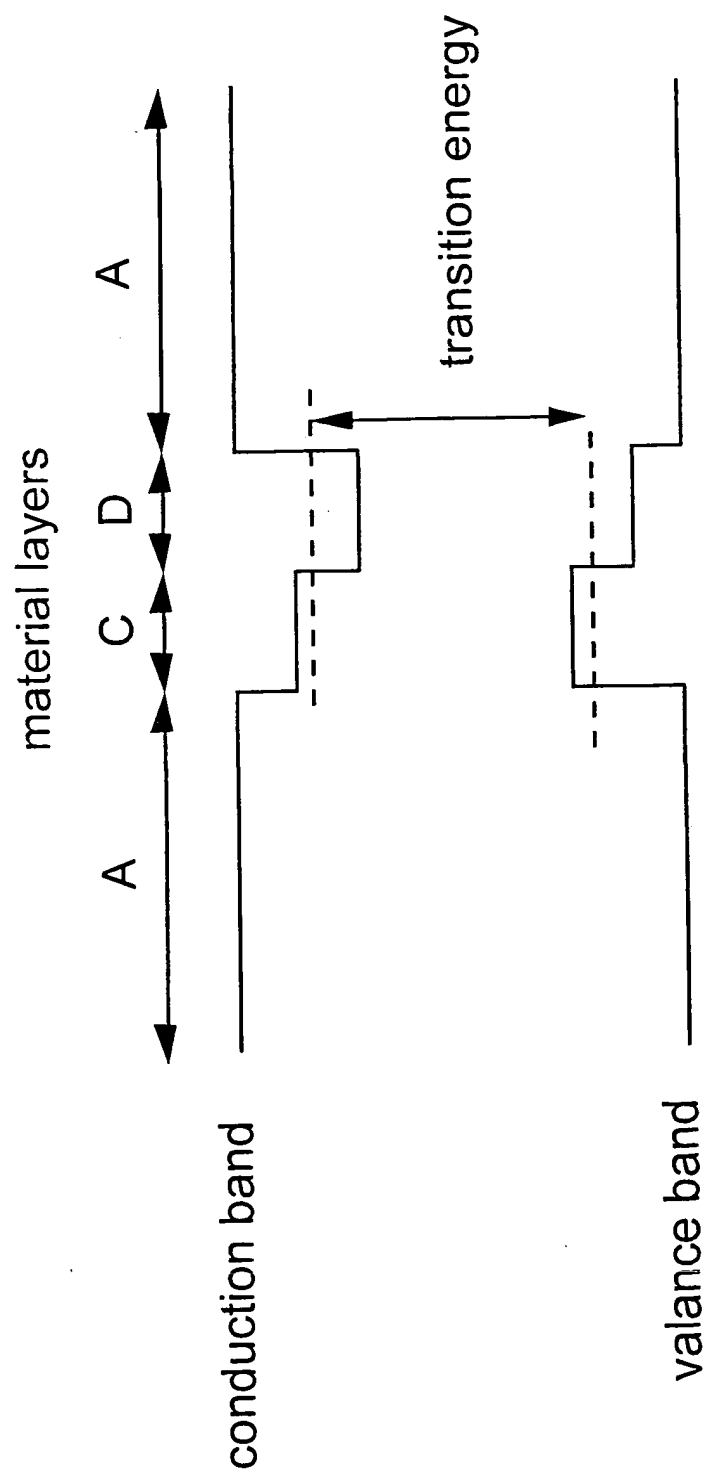 material layers
A C D A
conduction band
transition energy
valance band